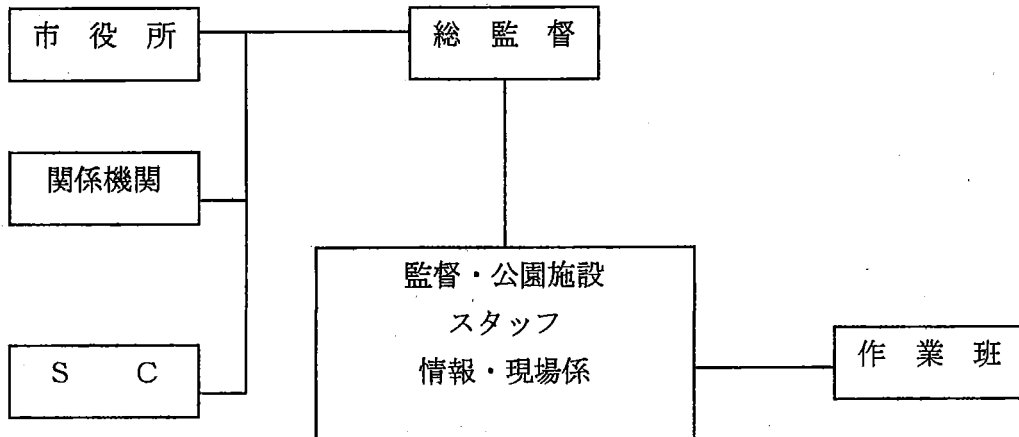 市 役 所
総 監 督
関係機関
監督・公園施設
スタッフ
情報・現場係
S C
作 業 班